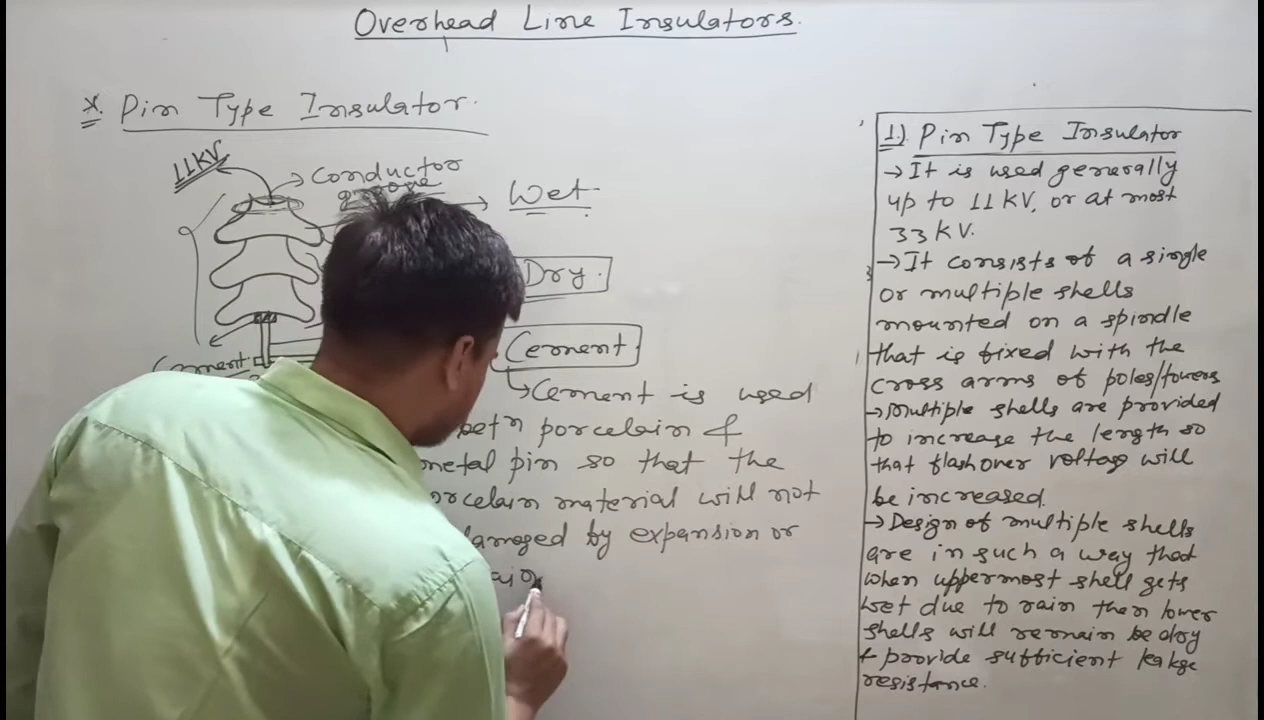 Overhead Line Insulators.
* Pin Type Insulator.
11KV
Conductor
groove
Wet
Dry.
Cement.
Cement.
→Cement is used
betn porcelain &
metal pin so that the
porcelain material will not
damaged by expansion or
1.) Pin Type Insulator
→It is used generally
up to 11 KV, or at most
33 KV.
→It consists of a single
or multiple shells
mounted on a spindle
that is fixed with the
cross arms of poles/towers
→Multiple shells are provided
to increase the length so
that flashover voltage will
be increased.
→Design of multiple shells
are in such a way that
when uppermost shell gets
wet due to rain then lower
shells will remain be dry
& provide sufficient leakge
resistance.